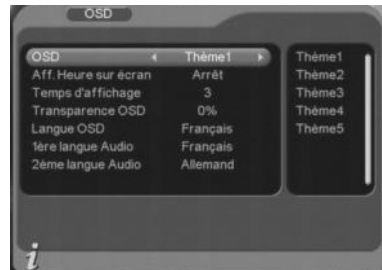 OSD
OSD Thème1
Aff. Heure sur écran Arrêt
Temps d'affichage 3
Transparence OSD 0%
Langue OSD Français
1ère langue Audio Français
2éme langue Audio Allemand
Thème1
Thème2
Thème3
Thème4
Thème5
i